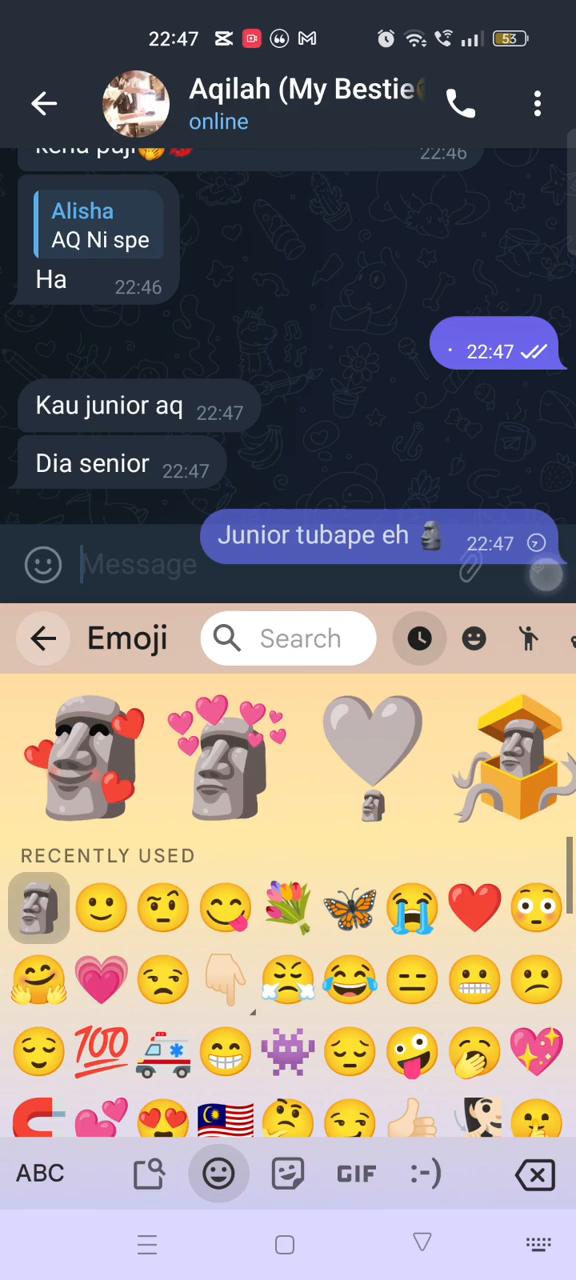 22:47
53
Aqilah (My Bestie
online
22:46
Alisha
AQ Ni spe
Ha 22:46
· 22:47
Kau junior aq 22:47
Dia senior 22:47
Junior tubape eh 🗿 22:47
Message
Emoji
Search
RECENTLY USED
100
ABC
GIF
:-)